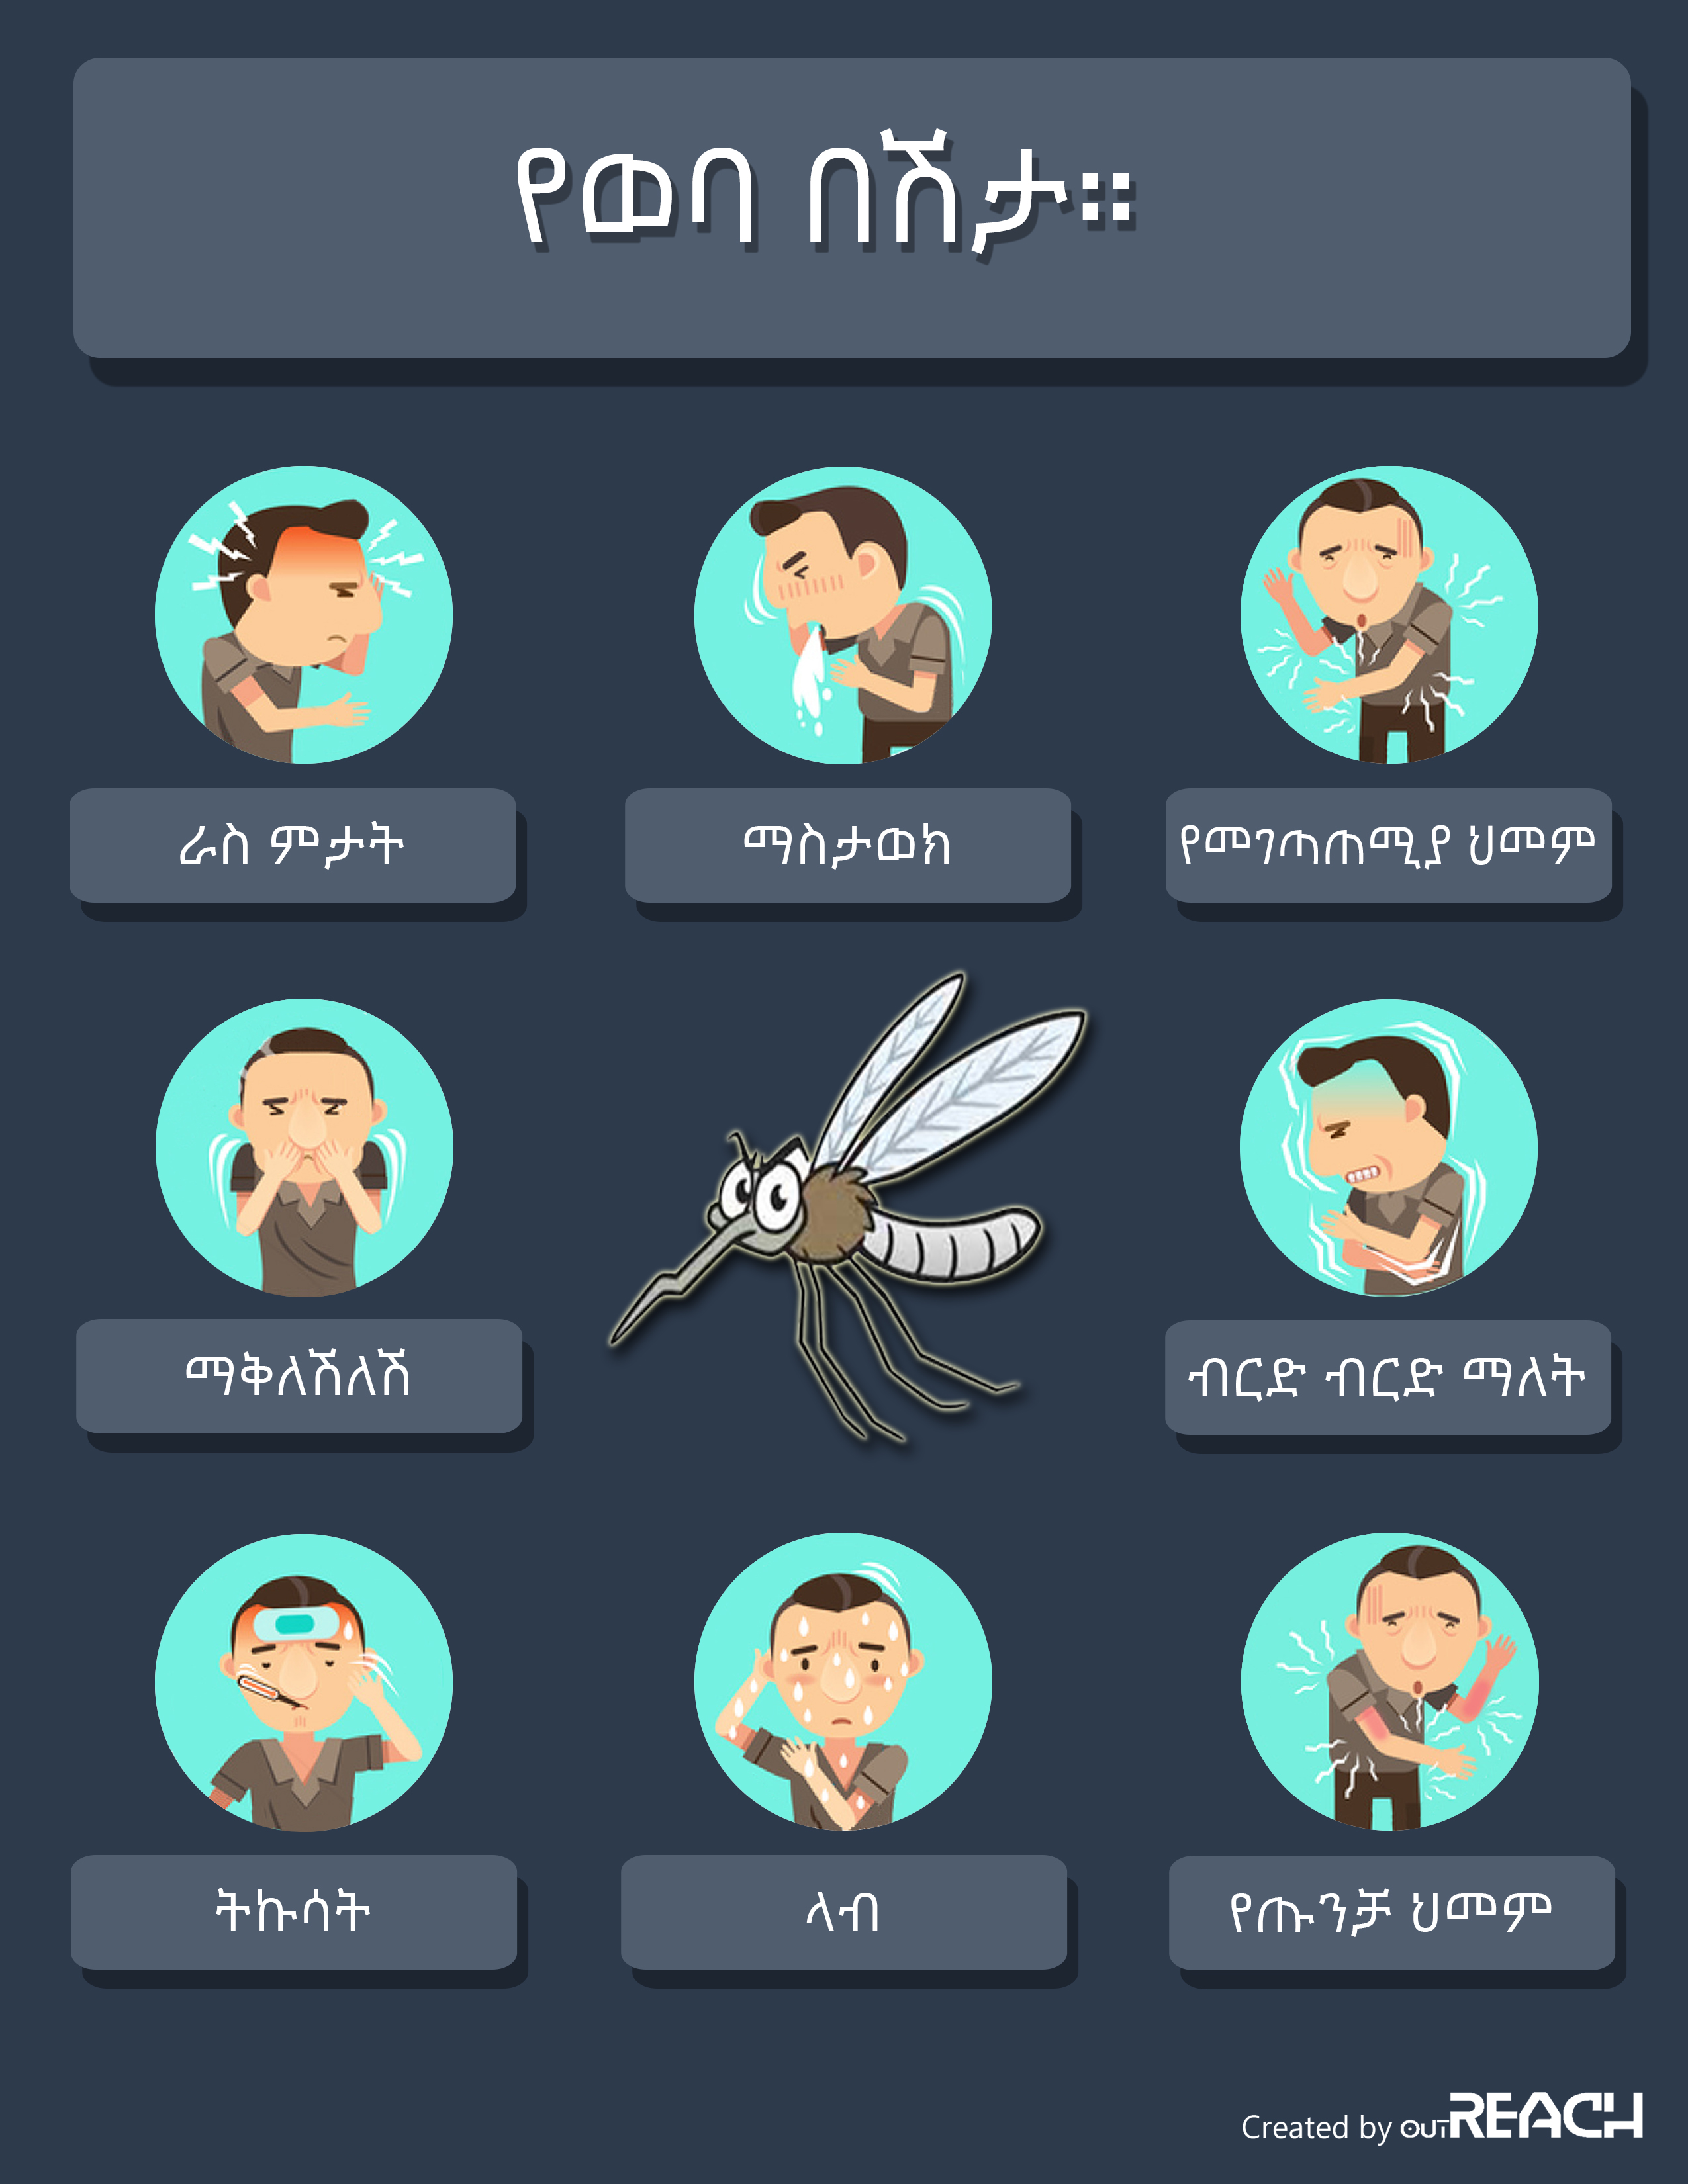 የወባ በሽታ።
ራስ ምታት
ማስታወክ
የመገጣጠሚያ ህመም
ማቅለሽለሽ
ብርድ ብርድ ማለት
ትኩሳት
ላብ
የጡንቻ ህመም
Created by OUTREACH